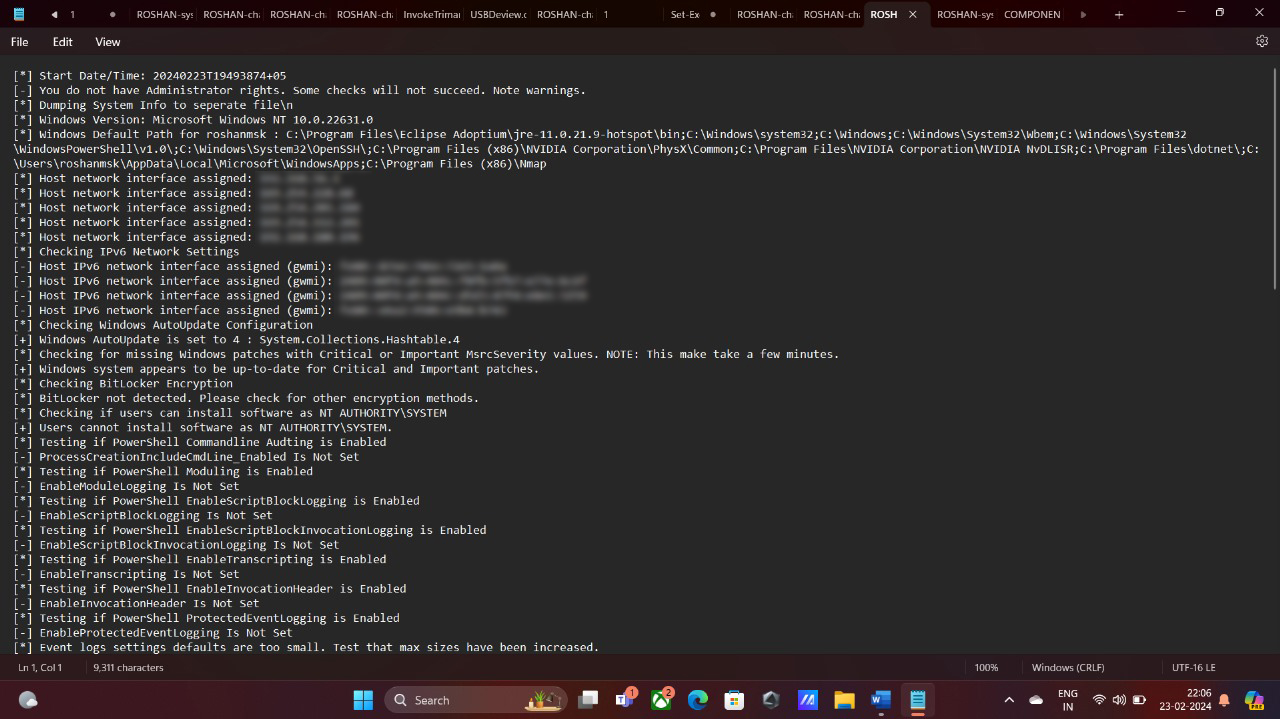 1
ROSHAN-sys
ROSHAN-cha
ROSHAN-cha
ROSHAN-cha
InvokeTrimar
USBDeview.c
ROSHAN-cha
1
Set-Ex
ROSHAN-cha
ROSHAN-cha
ROSH
ROSHAN-sys
COMPONEN
File Edit View
[*] Start Date/Time: 20240223T19493874+05
[-] You do not have Administrator rights. Some checks will not succeed. Note warnings.
[*] Dumping System Info to seperate file\n
[*] Windows Version: Microsoft Windows NT 10.0.22631.0
[*] Windows Default Path for roshanmsk : C:\Program Files\Eclipse Adoptium\jre-11.0.21.9-hotspot\bin;C:\Windows\system32;C:\Windows;C:\Windows\System32\Wbem;C:\Windows\System32
\WindowsPowerShell\v1.0\;C:\Windows\System32\OpenSSH\;C:\Program Files (x86)\NVIDIA Corporation\PhysX\Common;C:\Program Files\NVIDIA Corporation\NVIDIA NvDLISR;C:\Program Files\dotnet\;C:
\Users\roshanmsk\AppData\Local\Microsoft\WindowsApps;C:\Program Files (x86)\Nmap
[*] Host network interface assigned:
[*] Host network interface assigned:
[*] Host network interface assigned:
[*] Host network interface assigned:
[*] Host network interface assigned:
[*] Checking IPv6 Network Settings
[-] Host IPv6 network interface assigned (gwmi):
[-] Host IPv6 network interface assigned (gwmi):
[-] Host IPv6 network interface assigned (gwmi):
[-] Host IPv6 network interface assigned (gwmi):
[*] Checking Windows AutoUpdate Configuration
[+] Windows AutoUpdate is set to 4 : System.Collections.Hashtable.4
[*] Checking for missing Windows patches with Critical or Important MsrcSeverity values. NOTE: This make take a few minutes.
[+] Windows system appears to be up-to-date for Critical and Important patches.
[*] Checking BitLocker Encryption
[*] BitLocker not detected. Please check for other encryption methods.
[*] Checking if users can install software as NT AUTHORITY\SYSTEM
[+] Users cannot install software as NT AUTHORITY\SYSTEM.
[*] Testing if PowerShell Commandline Audting is Enabled
[-] ProcessCreationIncludeCmdLine_Enabled Is Not Set
[*] Testing if PowerShell Moduling is Enabled
[-] EnableModuleLogging Is Not Set
[*] Testing if PowerShell EnableScriptBlockLogging is Enabled
[-] EnableScriptBlockLogging Is Not Set
[*] Testing if PowerShell EnableScriptBlockInvocationLogging is Enabled
[-] EnableScriptBlockInvocationLogging Is Not Set
[*] Testing if PowerShell EnableTranscripting is Enabled
[-] EnableTranscripting Is Not Set
[*] Testing if PowerShell EnableInvocationHeader is Enabled
[-] EnableInvocationHeader Is Not Set
[*] Testing if PowerShell ProtectedEventLogging is Enabled
[-] EnableProtectedEventLogging Is Not Set
[*] Event logs settings defaults are too small. Test that max sizes have been increased.
Ln 1, Col 1 9,311 characters 100% Windows (CRLF) UTF-16 LE
Search
1
2
ENG
IN
22:06
23-02-2024
PRE